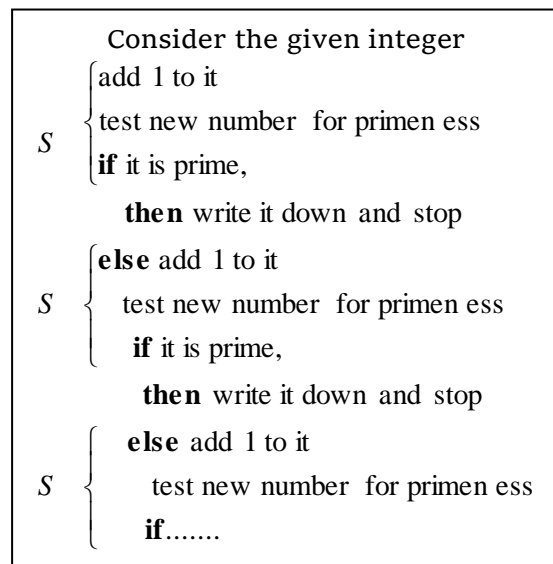 Consider the given integer
add 1 to it
S test new number for primen ess
if it is prime,
then write it down and stop
else add 1 to it
S test new number for primen ess
if it is prime,
then write it down and stop
else add 1 to it
S test new number for primen ess
if.......